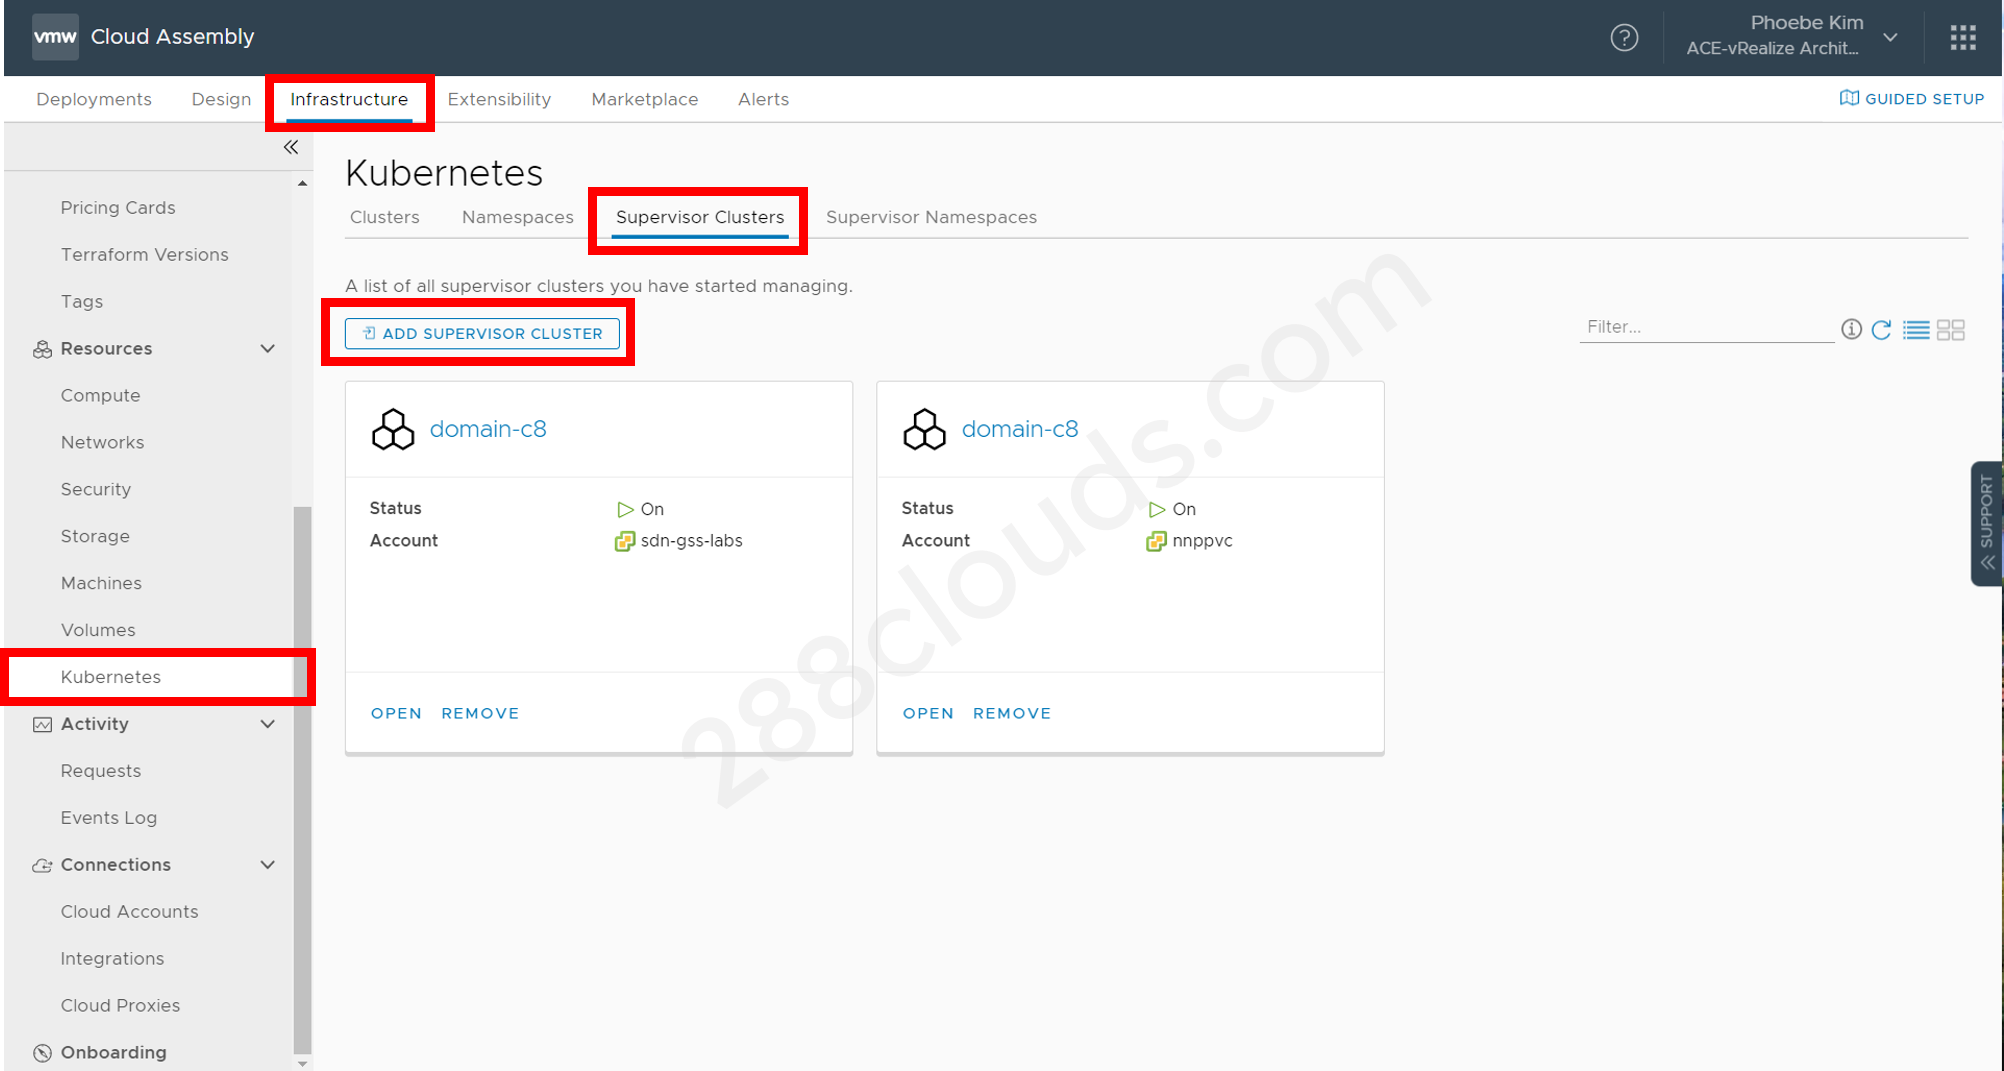 vmw Cloud Assembly
Phoebe Kim
ACE-vRealize Archit...
Deployments Design Infrastructure Extensibility Marketplace Alerts
GUIDED SETUP
Pricing Cards
Terraform Versions
Tags
Resources
Compute
Networks
Security
Storage
Machines
Volumes
Kubernetes
Activity
Requests
Events Log
Connections
Cloud Accounts
Integrations
Cloud Proxies
Onboarding
Kubernetes
Clusters Namespaces Supervisor Clusters Supervisor Namespaces
A list of all supervisor clusters you have started managing.
ADD SUPERVISOR CLUSTER
Filter...
domain-c8
Status On
Account sdn-gss-labs
OPEN REMOVE
domain-c8
Status On
Account nnppvc
OPEN REMOVE
SUPPORT
288clouds.com